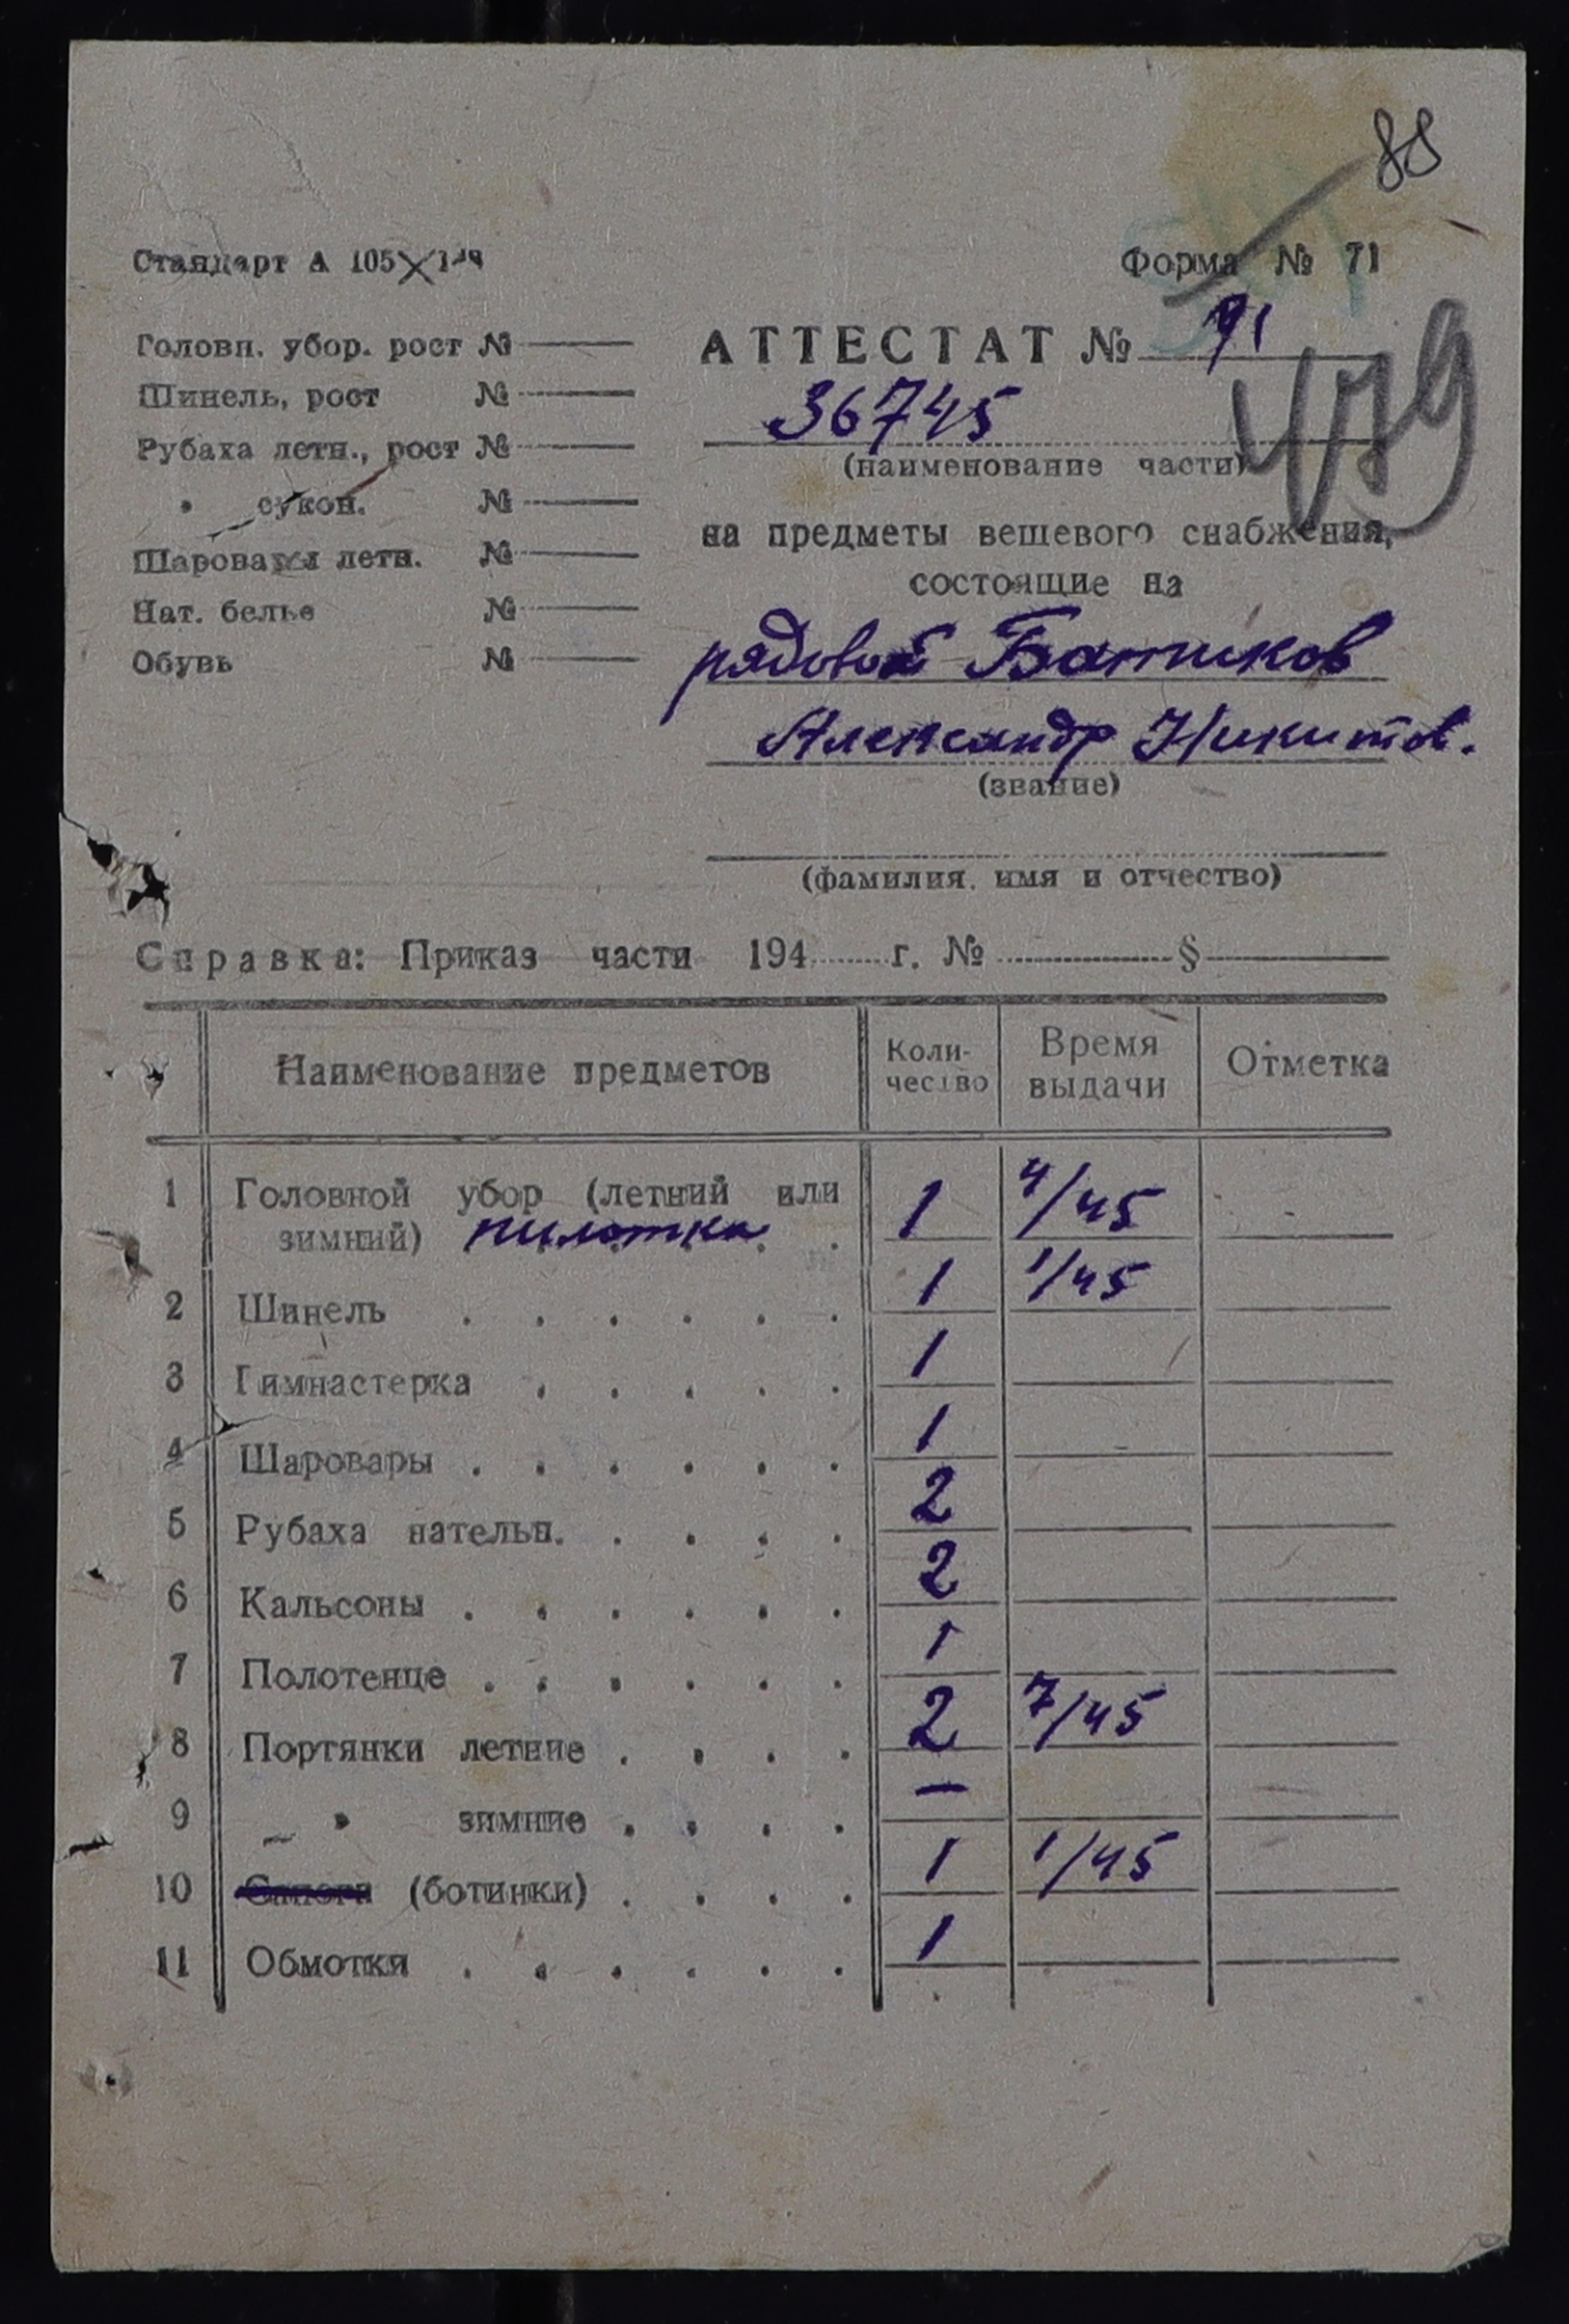 88
Стандарт А 105×148
Форма № 71
Головн. убор. рост №
Шинель, рост №
Рубаха летн., рост №
" сукон. №
Шаровары летн. №
Нат. белье №
Обувь №
АТТЕСТАТ № 91
479
36745
(наименование части)
на предметы вещевого снабжения,
состоящие на
рядовой Батиков
Александр Никитов.
(звание)
(фамилия, имя и отчество)
Справка: Приказ части 194 г. № §
Наименование предметов Коли-чество Время выдачи Отметка
1 Головной убор (летний или
зимний) пилотка 1 4/45
2 Шинель 1 1/45
3 Гимнастерка 1
4 Шаровары 1
5 Рубаха нательн. 2
6 Кальсоны 2
7 Полотенце 1
8 Портянки летние 2 7/45
9 " зимние —
10 Сапоги (ботинки) 1 1/45
11 Обмотки 1